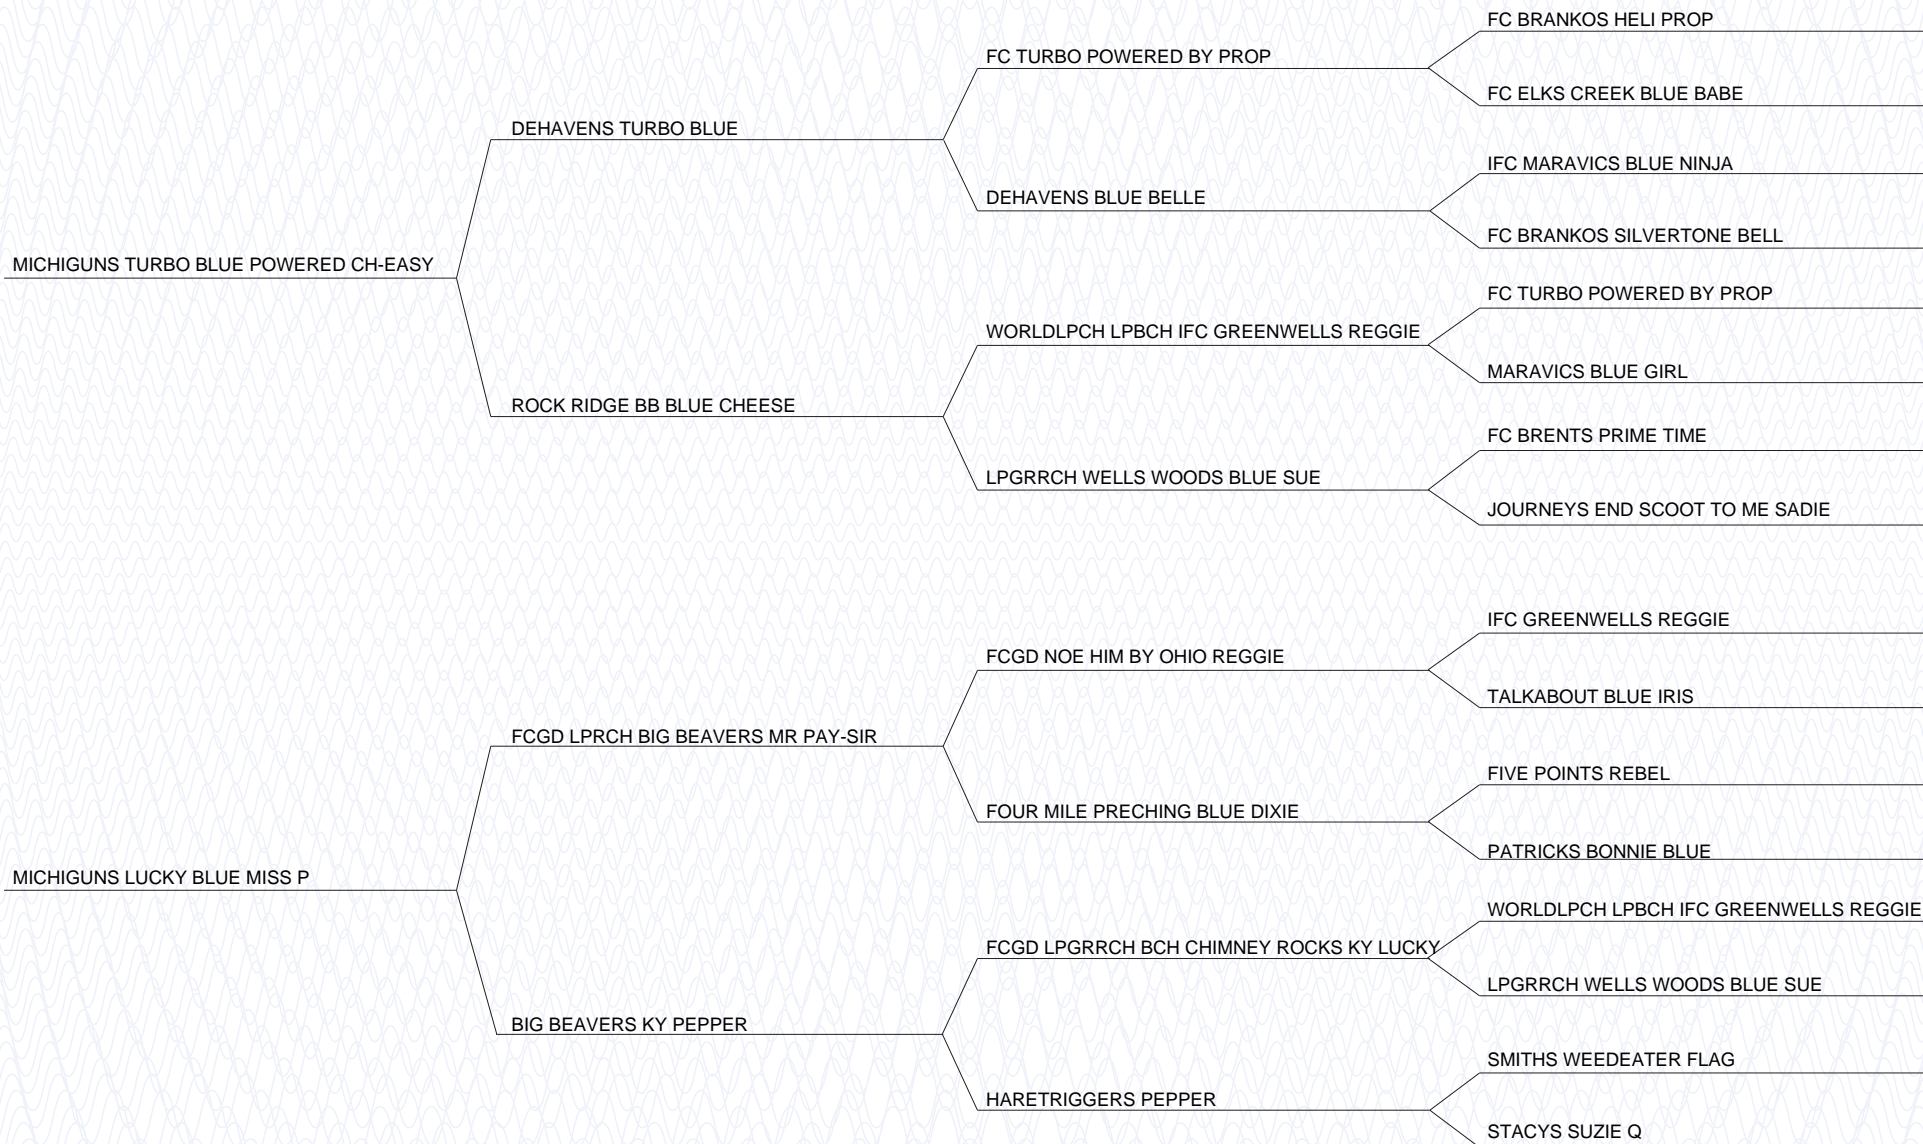 FC BRANKOS HELI PROP
FC TURBO POWERED BY PROP
FC ELKS CREEK BLUE BABE
DEHAVENS TURBO BLUE
IFC MARAVICS BLUE NINJA
DEHAVENS BLUE BELLE
FC BRANKOS SILVERTONE BELL
MICHIGUNS TURBO BLUE POWERED CH-EASY
FC TURBO POWERED BY PROP
WORLDLPCH LPBCH IFC GREENWELLS REGGIE
MARAVICS BLUE GIRL
ROCK RIDGE BB BLUE CHEESE
FC BRENTS PRIME TIME
LPGRRCH WELLS WOODS BLUE SUE
JOURNEYS END SCOOT TO ME SADIE
IFC GREENWELLS REGGIE
FCGD NOE HIM BY OHIO REGGIE
TALKABOUT BLUE IRIS
FCGD LPRCH BIG BEAVERS MR PAY-SIR
FIVE POINTS REBEL
FOUR MILE PRECHING BLUE DIXIE
PATRICKS BONNIE BLUE
MICHIGUNS LUCKY BLUE MISS P
WORLDLPCH LPBCH IFC GREENWELLS REGGIE
FCGD LPGRRCH BCH CHIMNEY ROCKS KY LUCKY
LPGRRCH WELLS WOODS BLUE SUE
BIG BEAVERS KY PEPPER
SMITHS WEEDEATER FLAG
HARETRIGGERS PEPPER
STACYS SUZIE Q